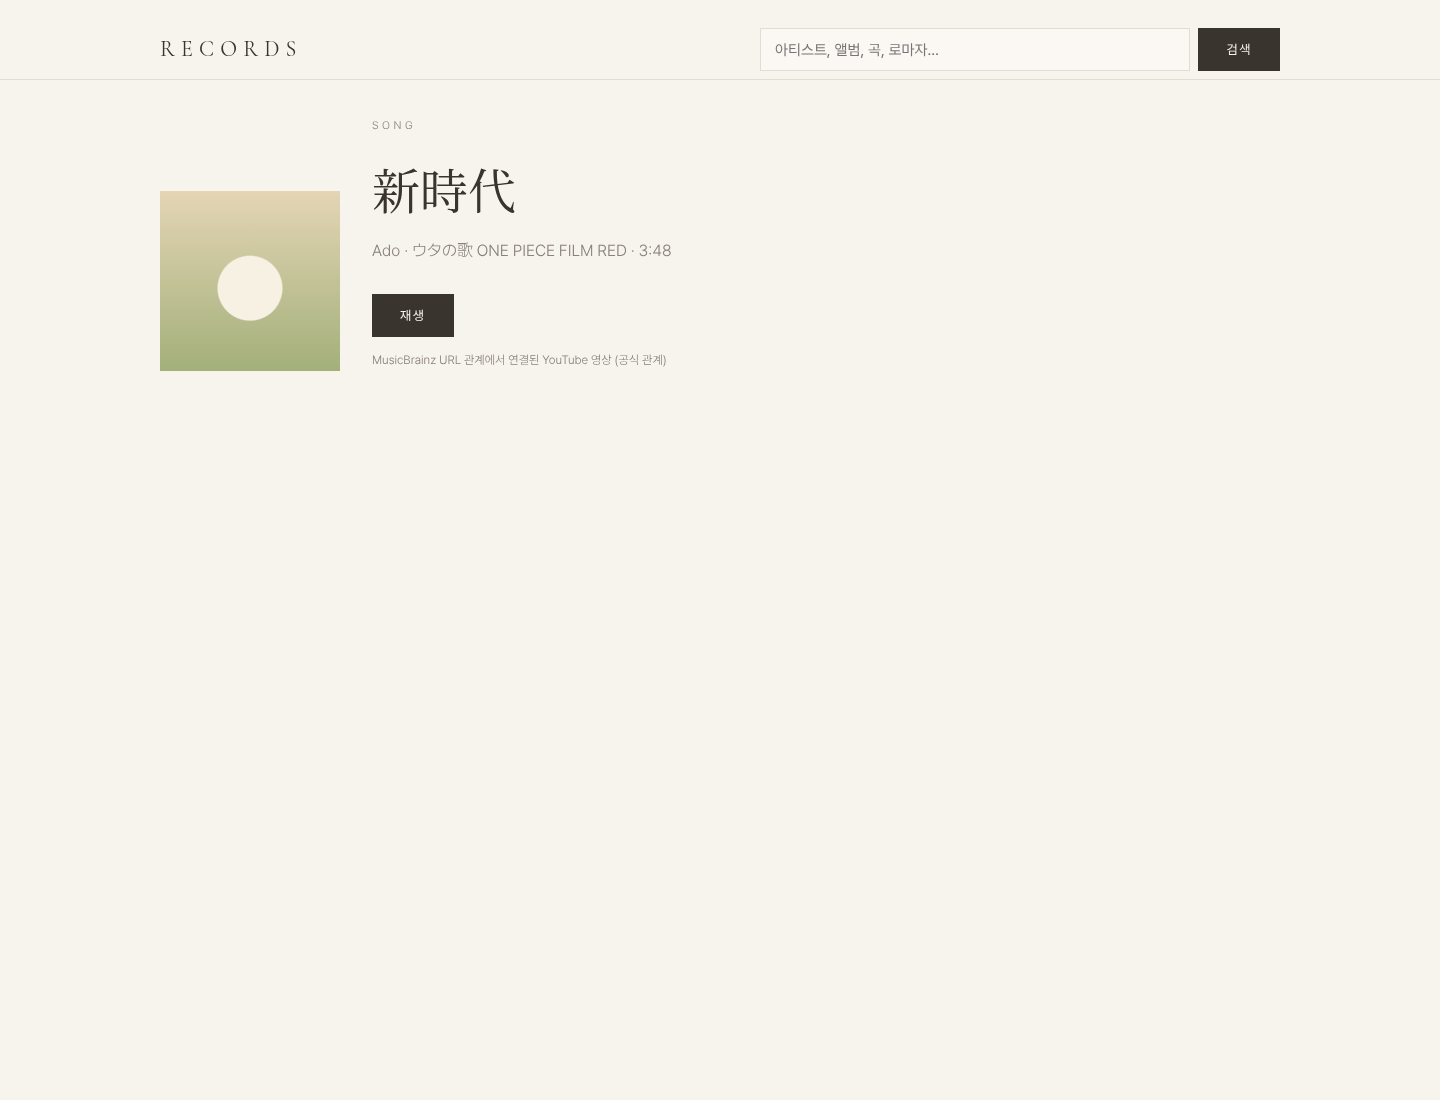 RECORDS
아티스트, 앨범, 곡, 로마자...
검색
SONG
新時代
Ado · ウタの歌 ONE PIECE FILM RED · 3:48
재생
MusicBrainz URL 관계에서 연결된 YouTube 영상 (공식 관계)